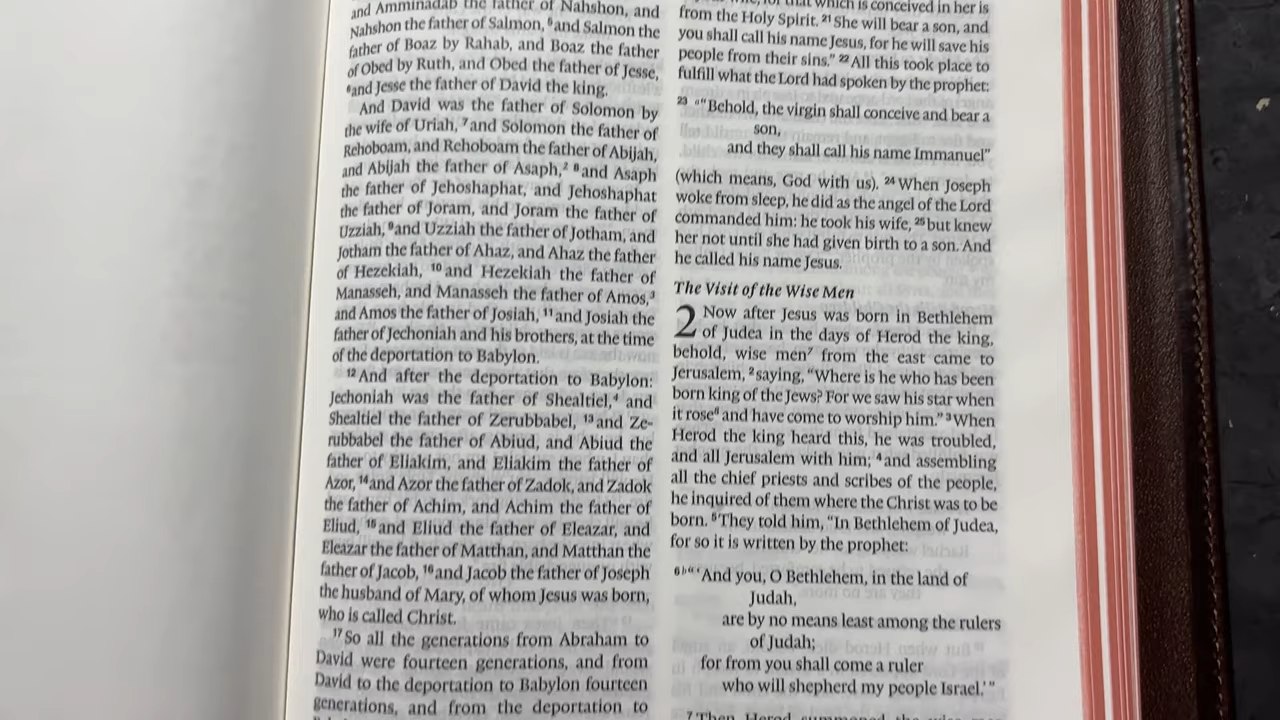 and Amminadab the father of Nahshon, and
Nahshon the father of Salmon, ⁵and Salmon the
father of Boaz by Rahab, and Boaz the father
of Obed by Ruth, and Obed the father of Jesse,
⁶and Jesse the father of David the king.
And David was the father of Solomon by
the wife of Uriah, ⁷and Solomon the father of
Rehoboam, and Rehoboam the father of Abijah,
and Abijah the father of Asaph,² ⁸and Asaph
the father of Jehoshaphat, and Jehoshaphat
the father of Joram, and Joram the father of
Uzziah, ⁹and Uzziah the father of Jotham, and
Jotham the father of Ahaz, and Ahaz the father
of Hezekiah, ¹⁰and Hezekiah the father of
Manasseh, and Manasseh the father of Amos,³
and Amos the father of Josiah, ¹¹and Josiah the
father of Jechoniah and his brothers, at the time
of the deportation to Babylon.
¹²And after the deportation to Babylon:
Jechoniah was the father of Shealtiel,⁴ and
Shealtiel the father of Zerubbabel, ¹³and Ze-
rubbabel the father of Abiud, and Abiud the
father of Eliakim, and Eliakim the father of
Azor, ¹⁴and Azor the father of Zadok, and Zadok
the father of Achim, and Achim the father of
Eliud, ¹⁵and Eliud the father of Eleazar, and
Eleazar the father of Matthan, and Matthan the
father of Jacob, ¹⁶and Jacob the father of Joseph
the husband of Mary, of whom Jesus was born,
who is called Christ.
¹⁷So all the generations from Abraham to
David were fourteen generations, and from
David to the deportation to Babylon fourteen
generations, and from the deportation to
wife, for that which is conceived in her is
from the Holy Spirit. ²¹She will bear a son, and
you shall call his name Jesus, for he will save his
people from their sins." ²²All this took place to
fulfill what the Lord had spoken by the prophet:
²³ "“Behold, the virgin shall conceive and bear a
son,
and they shall call his name Immanuel”
(which means, God with us). ²⁴When Joseph
woke from sleep, he did as the angel of the Lord
commanded him: he took his wife, ²⁵but knew
her not until she had given birth to a son. And
he called his name Jesus.
The Visit of the Wise Men
2 Now after Jesus was born in Bethlehem
of Judea in the days of Herod the king,
behold, wise men⁷ from the east came to
Jerusalem, ²saying, “Where is he who has been
born king of the Jews? For we saw his star when
it rose⁸ and have come to worship him.” ³When
Herod the king heard this, he was troubled,
and all Jerusalem with him; ⁴and assembling
all the chief priests and scribes of the people,
he inquired of them where the Christ was to be
born. ⁵They told him, “In Bethlehem of Judea,
for so it is written by the prophet:
⁶ “‘And you, O Bethlehem, in the land of
Judah,
are by no means least among the rulers
of Judah;
for from you shall come a ruler
who will shepherd my people Israel.’”
⁷Then Herod summoned the wise men